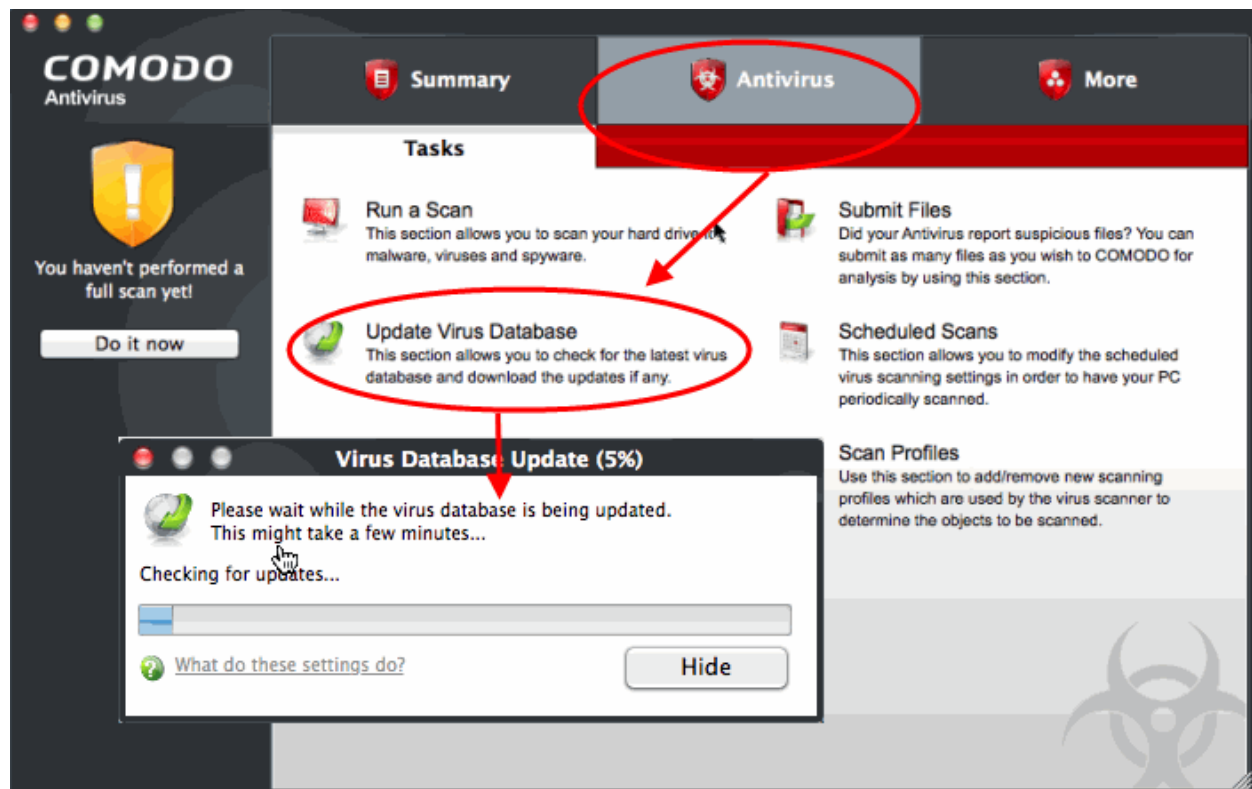 COMODO
Antivirus
Summary
Antivirus
More
Tasks
You haven't performed a
full scan yet!
Do it now
Run a Scan
This section allows you to scan your hard drive
malware, viruses and spyware.
Update Virus Database
This section allows you to check for the latest virus
database and download the updates if any.
Submit Files
Did your Antivirus report suspicious files? You can
submit as many files as you wish to COMODO for
analysis by using this section.
Scheduled Scans
This section allows you to modify the scheduled
virus scanning settings in order to have your PC
periodically scanned.
Scan Profiles
Use this section to add/remove new scanning
profiles which are used by the virus scanner to
determine the objects to be scanned.
Virus Database Update (5%)
Please wait while the virus database is being updated.
This might take a few minutes...
Checking for updates...
What do these settings do?
Hide